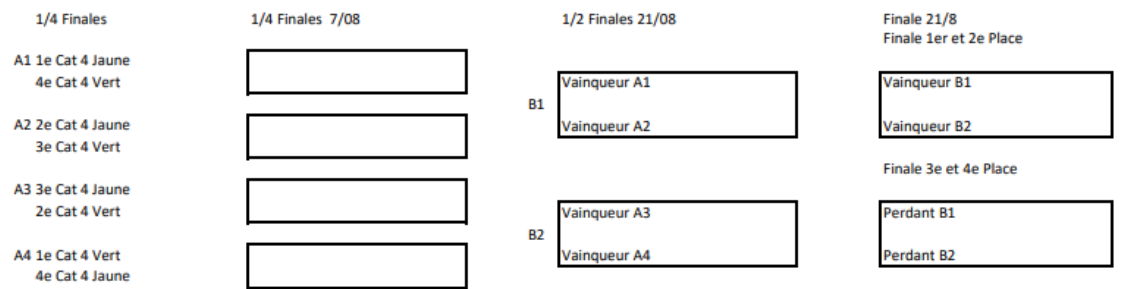 1/4 Finales
A1 1e Cat 4 Jaune
4e Cat 4 Vert
A2 2e Cat 4 Jaune
3e Cat 4 Vert
A3 3e Cat 4 Jaune
2e Cat 4 Vert
A4 1e Cat 4 Vert
4e Cat 4 Jaune
1/4 Finales 7/08
1/2 Finales 21/08
B1
Vainqueur A1
Vainqueur A2
B2
Vainqueur A3
Vainqueur A4
Finale 21/8
Finale 1er et 2e Place
Vainqueur B1
Vainqueur B2
Finale 3e et 4e Place
Perdant B1
Perdant B2